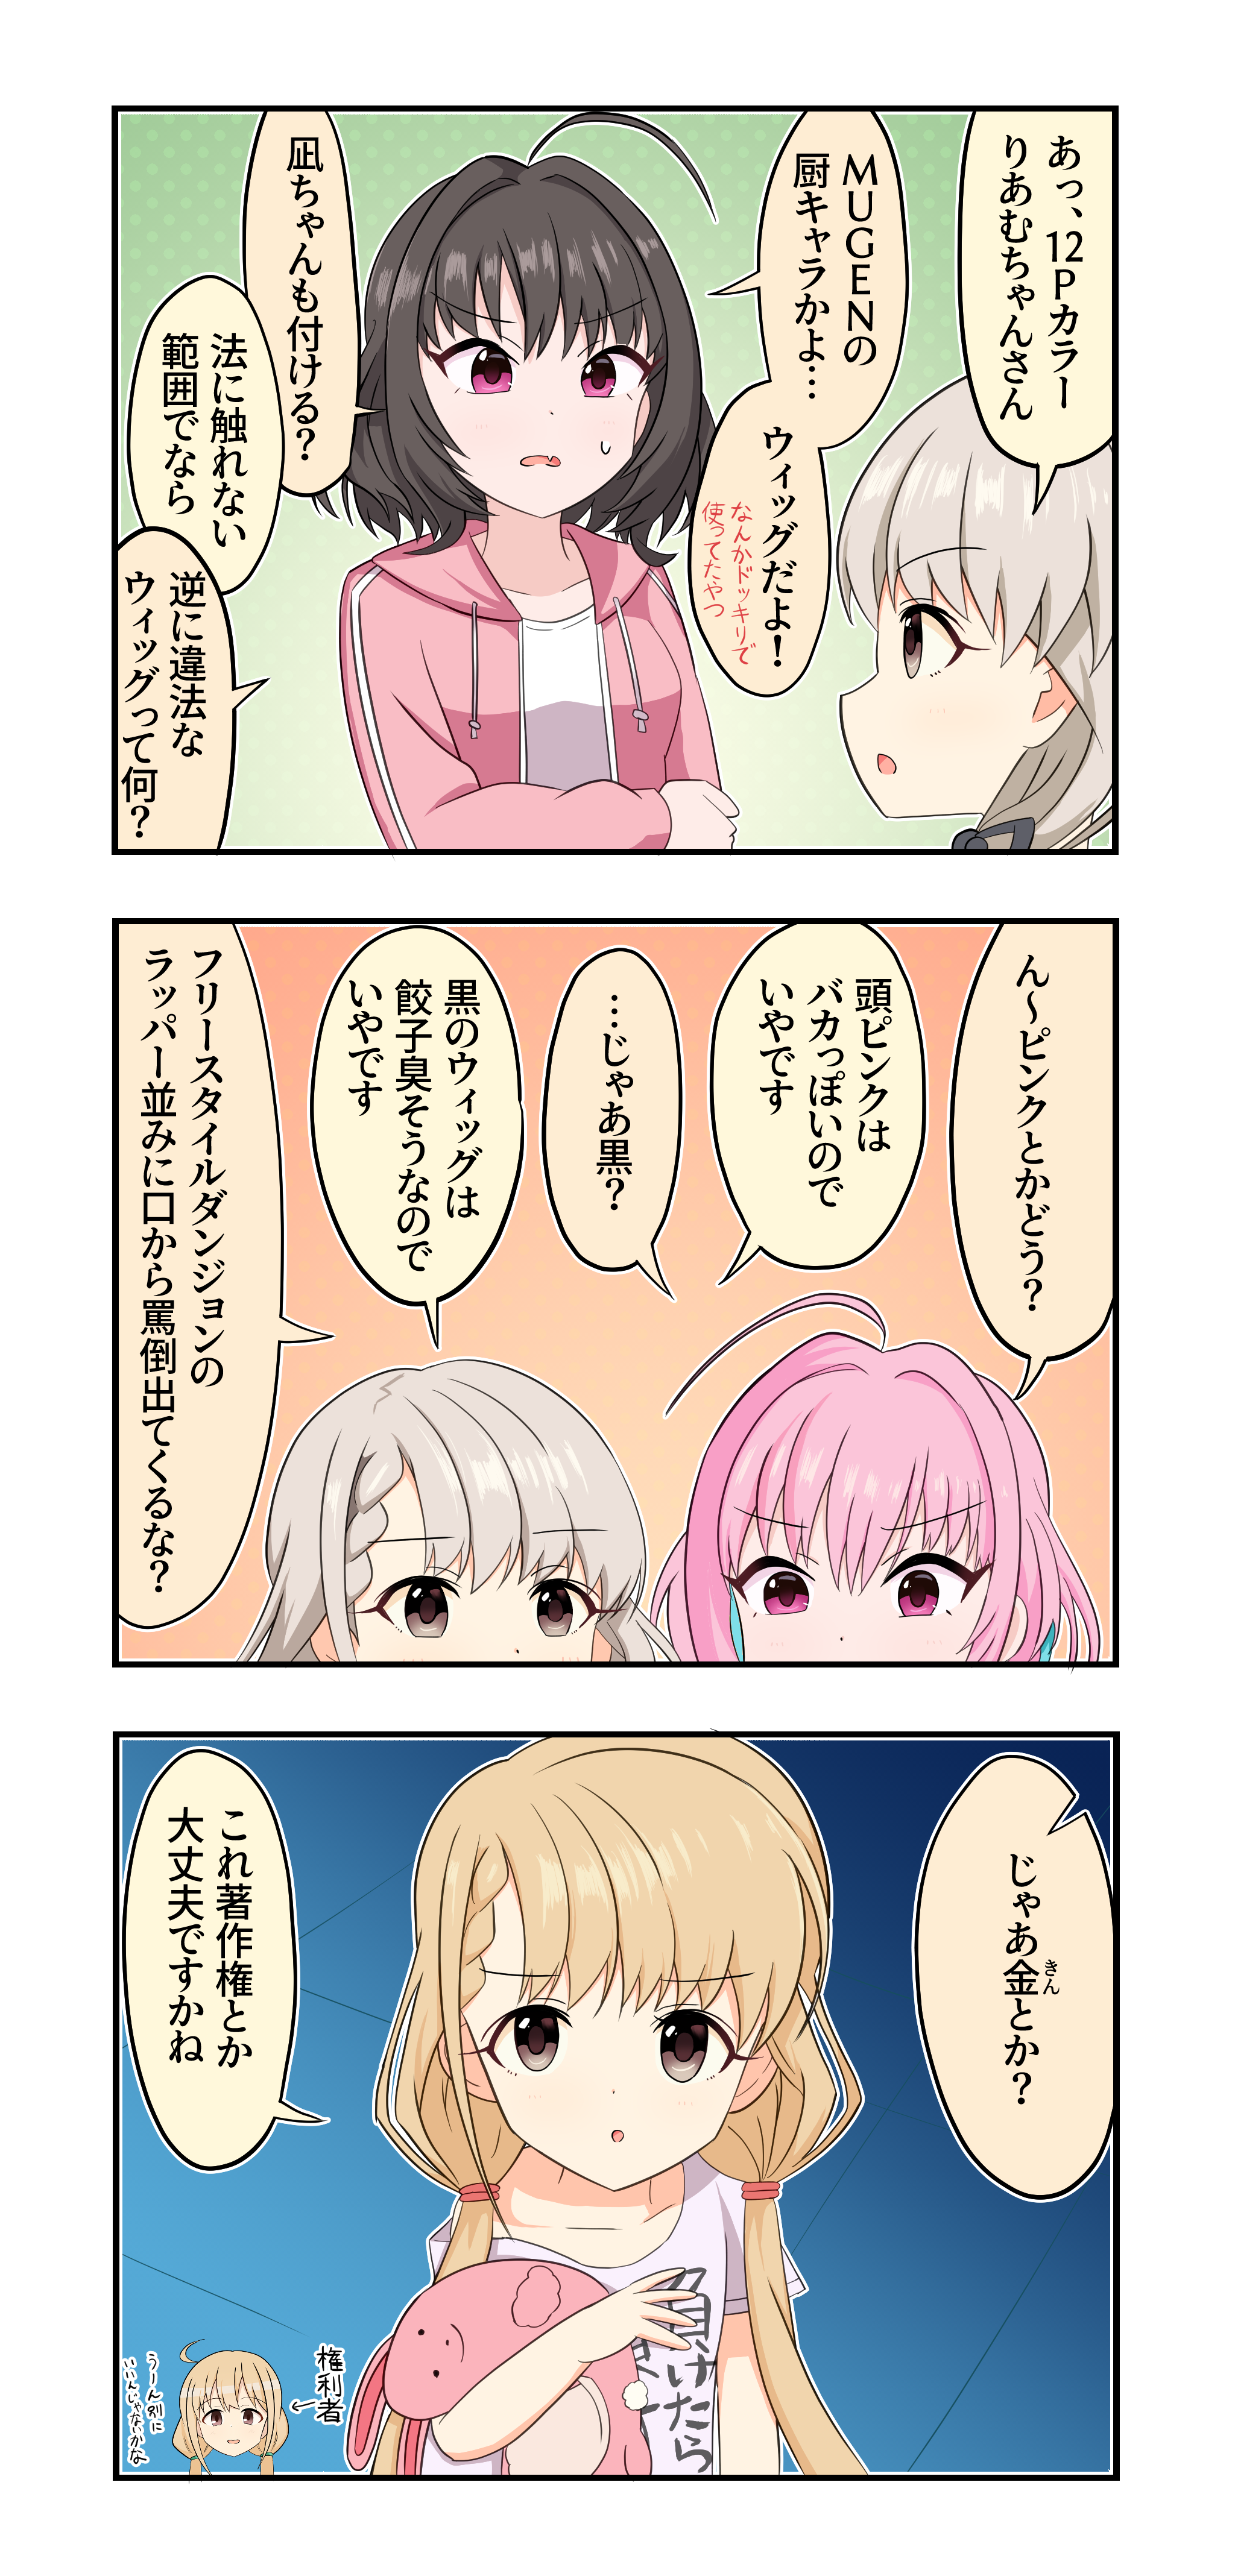 あっ、12Pカラー
りあむちゃんさん
MUGENの
厨キャラかよ…
ウィッグだよ！
なんかドッキリで
使ってたやつ
凪ちゃんも付ける？
法に触れない
範囲でなら
逆に違法な
ウィッグって何？
ん～ピンクとかどう？
頭ピンクは
バカっぽいので
いやです
…じゃあ黒？
黒のウィッグは
餃子臭そうなので
いやです
フリースタイルダンジョンの
ラッパー並みに口から罵倒出てくるな？
じゃあ金とか？
きん
これ著作権とか
大丈夫ですかね
負けたら
権利者
うーん別に
いいんじゃないかな